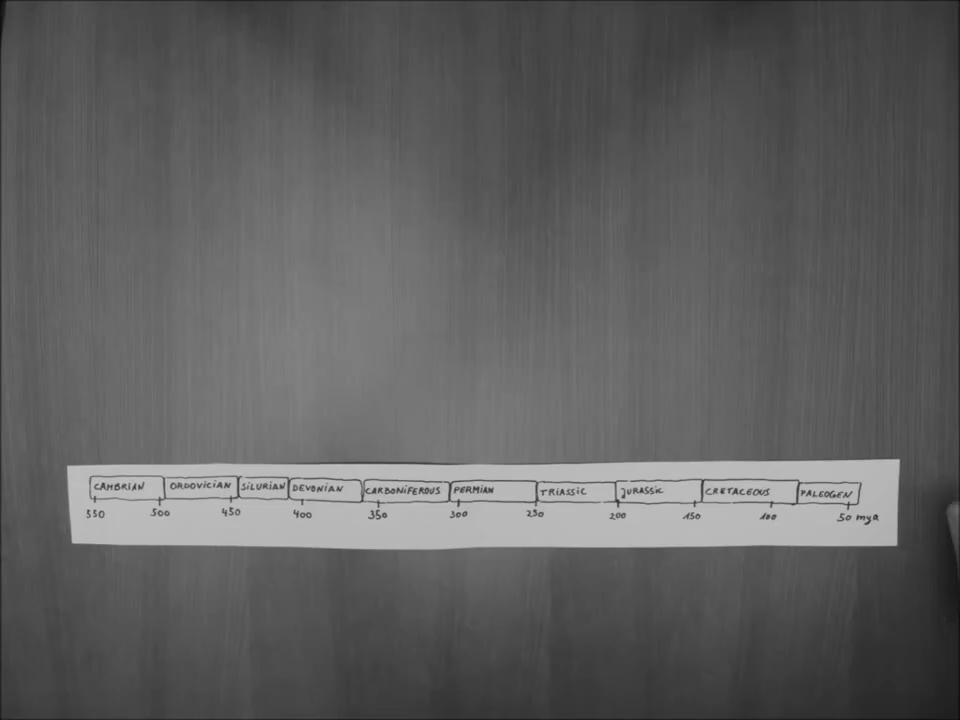 CAMBRIAN ORDOVICIAN SILURIAN DEVONIAN CARBONIFEROUS PERMIAN TRIASSIC JURASSIC CRETACEOUS PALEOGEN
550 500 450 400 350 300 250 200 150 100 50 mya